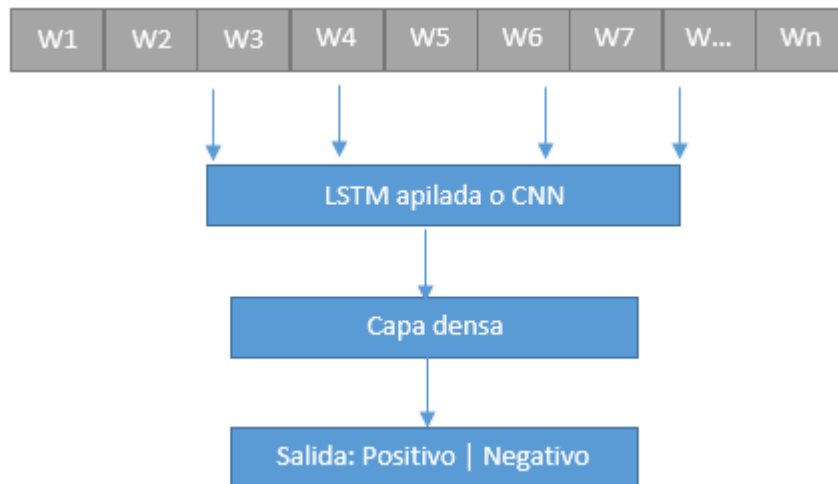 W1 W2 W3 W4 W5 W6 W7 W... Wn
LSTM apilada o CNN
Capa densa
Salida: Positivo | Negativo